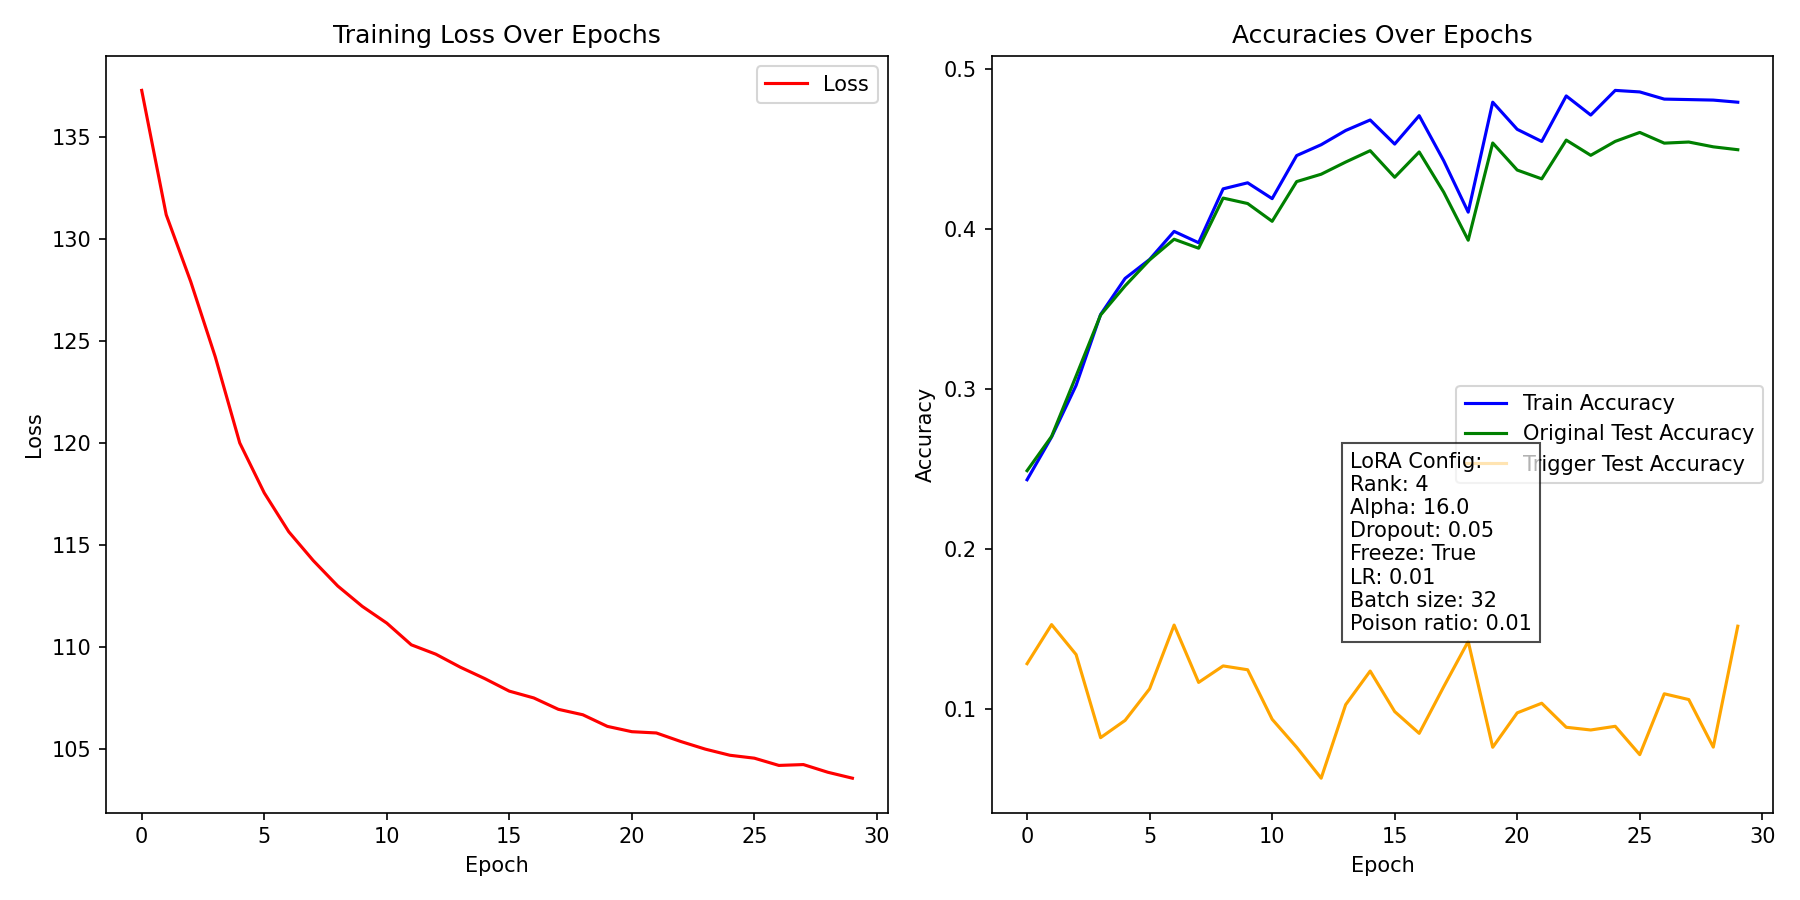 Training Loss Over Epochs
Loss
135
130
125
120
115
110
105
Loss
0 5 10 15 20 25 30
Epoch
Accuracies Over Epochs
0.5
0.4
0.3
0.2
0.1
Accuracy
Train Accuracy
Original Test Accuracy
Trigger Test Accuracy
LoRA Config:
Rank: 4
Alpha: 16.0
Dropout: 0.05
Freeze: True
LR: 0.01
Batch size: 32
Poison ratio: 0.01
0 5 10 15 20 25 30
Epoch